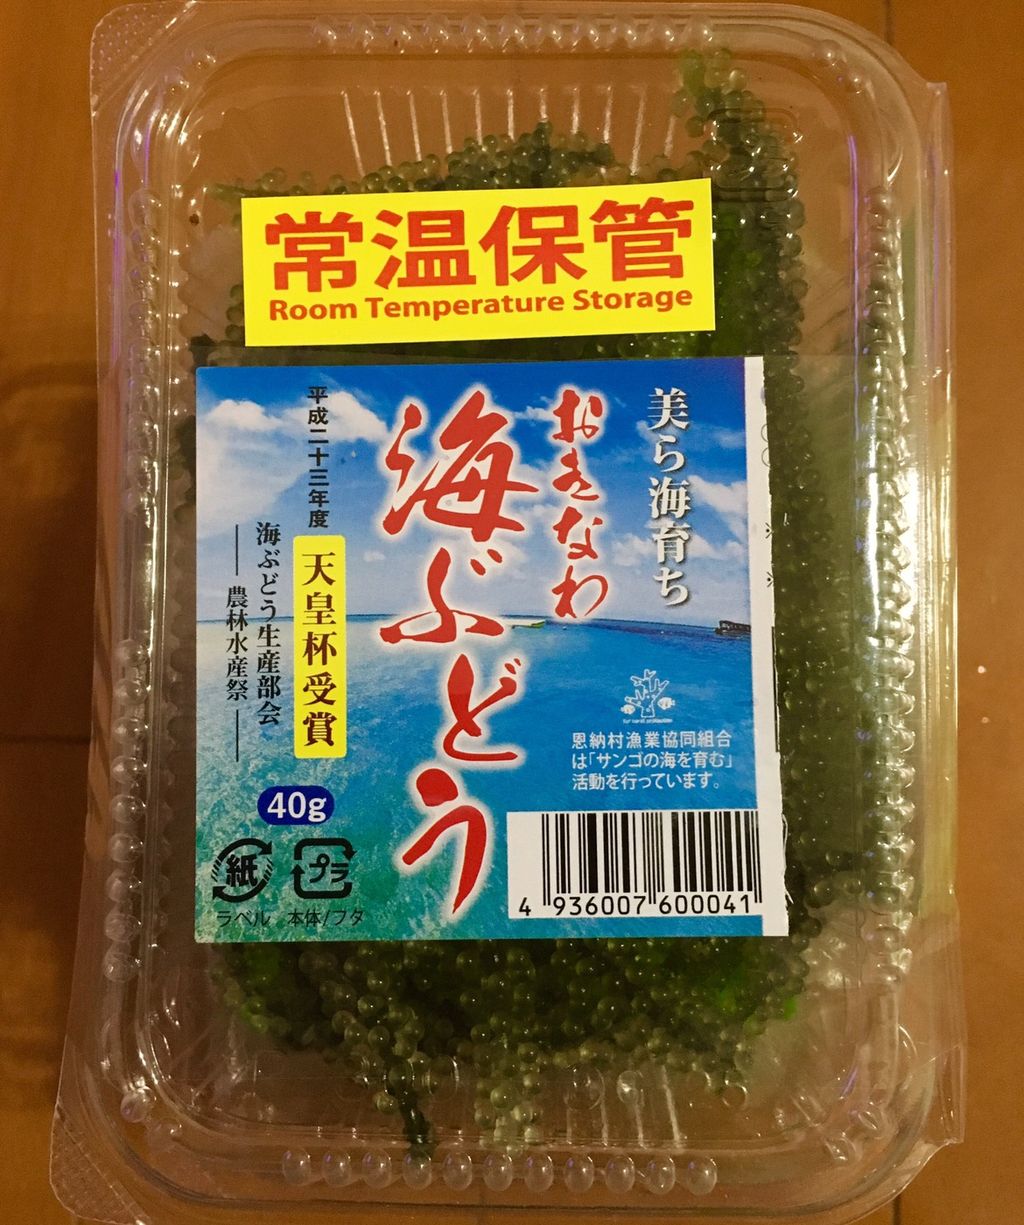 常温保管
Room Temperature Storage
美ら海育ち
おきなわ
海ぶどう
平成二十三年度
天皇杯受賞
海ぶどう生産部会
農林水産祭
40g
紙
ラベル
プラ
本体/フタ
for coral protection
恩納村漁業協同組合
は「サンゴの海を育む」
活動を行っています。
4 936007 600041